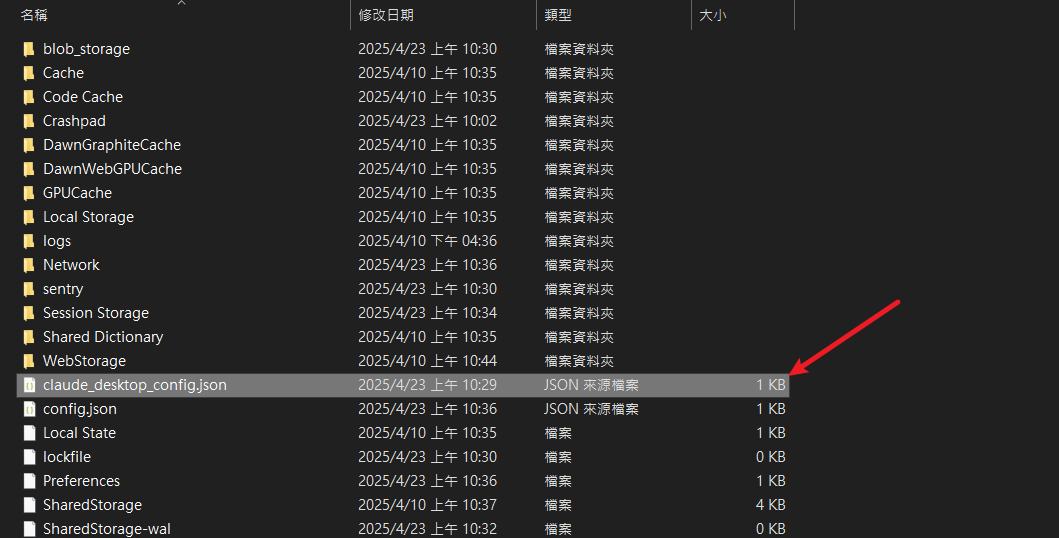 名稱 修改日期 類型 大小
blob_storage 2025/4/23 上午 10:30 檔案資料夾
Cache 2025/4/10 上午 10:35 檔案資料夾
Code Cache 2025/4/10 上午 10:35 檔案資料夾
Crashpad 2025/4/23 上午 10:02 檔案資料夾
DawnGraphiteCache 2025/4/10 上午 10:35 檔案資料夾
DawnWebGPUCache 2025/4/10 上午 10:35 檔案資料夾
GPUCache 2025/4/10 上午 10:35 檔案資料夾
Local Storage 2025/4/10 上午 10:35 檔案資料夾
logs 2025/4/10 下午 04:36 檔案資料夾
Network 2025/4/23 上午 10:36 檔案資料夾
sentry 2025/4/23 上午 10:30 檔案資料夾
Session Storage 2025/4/23 上午 10:34 檔案資料夾
Shared Dictionary 2025/4/10 上午 10:35 檔案資料夾
WebStorage 2025/4/10 上午 10:44 檔案資料夾
claude_desktop_config.json 2025/4/23 上午 10:29 JSON 來源檔案 1 KB
config.json 2025/4/23 上午 10:36 JSON 來源檔案 1 KB
Local State 2025/4/10 上午 10:35 檔案 1 KB
lockfile 2025/4/23 上午 10:30 檔案 0 KB
Preferences 2025/4/23 上午 10:36 檔案 1 KB
SharedStorage 2025/4/10 上午 10:37 檔案 4 KB
SharedStorage-wal 2025/4/23 上午 10:32 檔案 0 KB